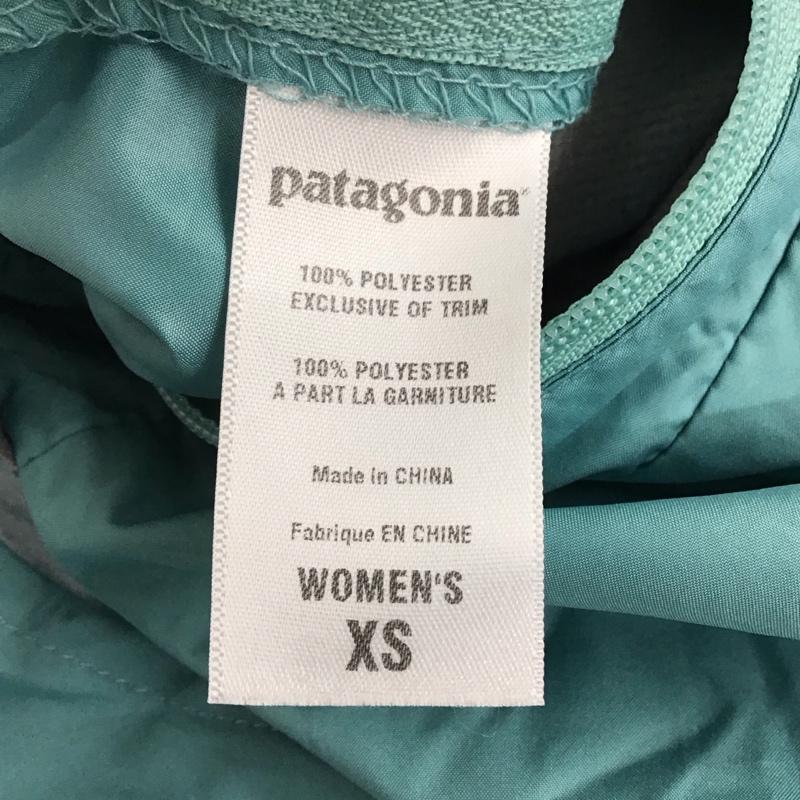 patagonia®
100% POLYESTER
EXCLUSIVE OF TRIM
100% POLYESTER
A PART LA GARNITURE
Made in CHINA
Fabrique EN CHINE
WOMEN'S
XS